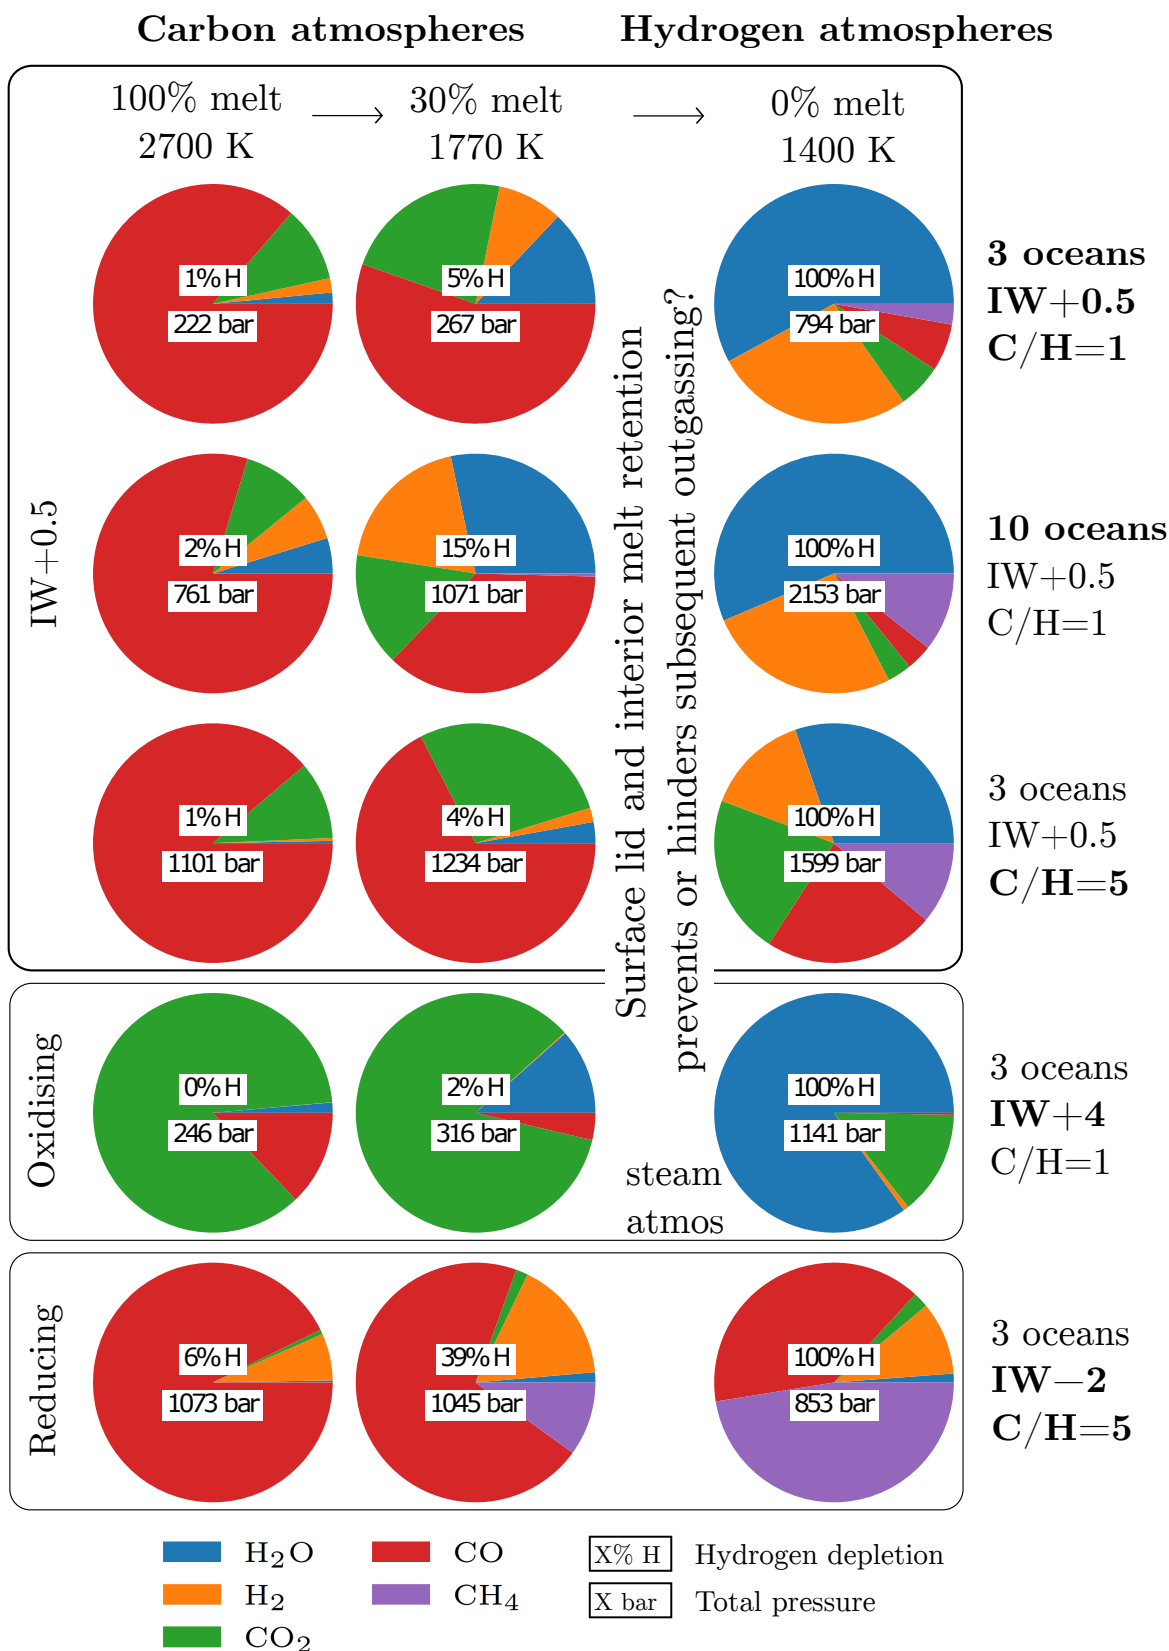 Carbon atmospheres
Hydrogen atmospheres
100% melt
2700 K
30% melt
1770 K
0% melt
1400 K
IW+0.5
1% H
222 bar
5% H
267 bar
100% H
794 bar
3 oceans
IW+0.5
C/H=1
2% H
761 bar
15% H
1071 bar
100% H
2153 bar
10 oceans
IW+0.5
C/H=1
1% H
1101 bar
4% H
1234 bar
100% H
1599 bar
3 oceans
IW+0.5
C/H=5
Surface lid and interior melt retention
prevents or hinders subsequent outgassing?
Oxidising
0% H
246 bar
2% H
316 bar
steam
atmos
100% H
1141 bar
3 oceans
IW+4
C/H=1
Reducing
6% H
1073 bar
39% H
1045 bar
100% H
853 bar
3 oceans
IW−2
C/H=5
H₂O
H₂
CO₂
CO
CH₄
X% H Hydrogen depletion
X bar Total pressure